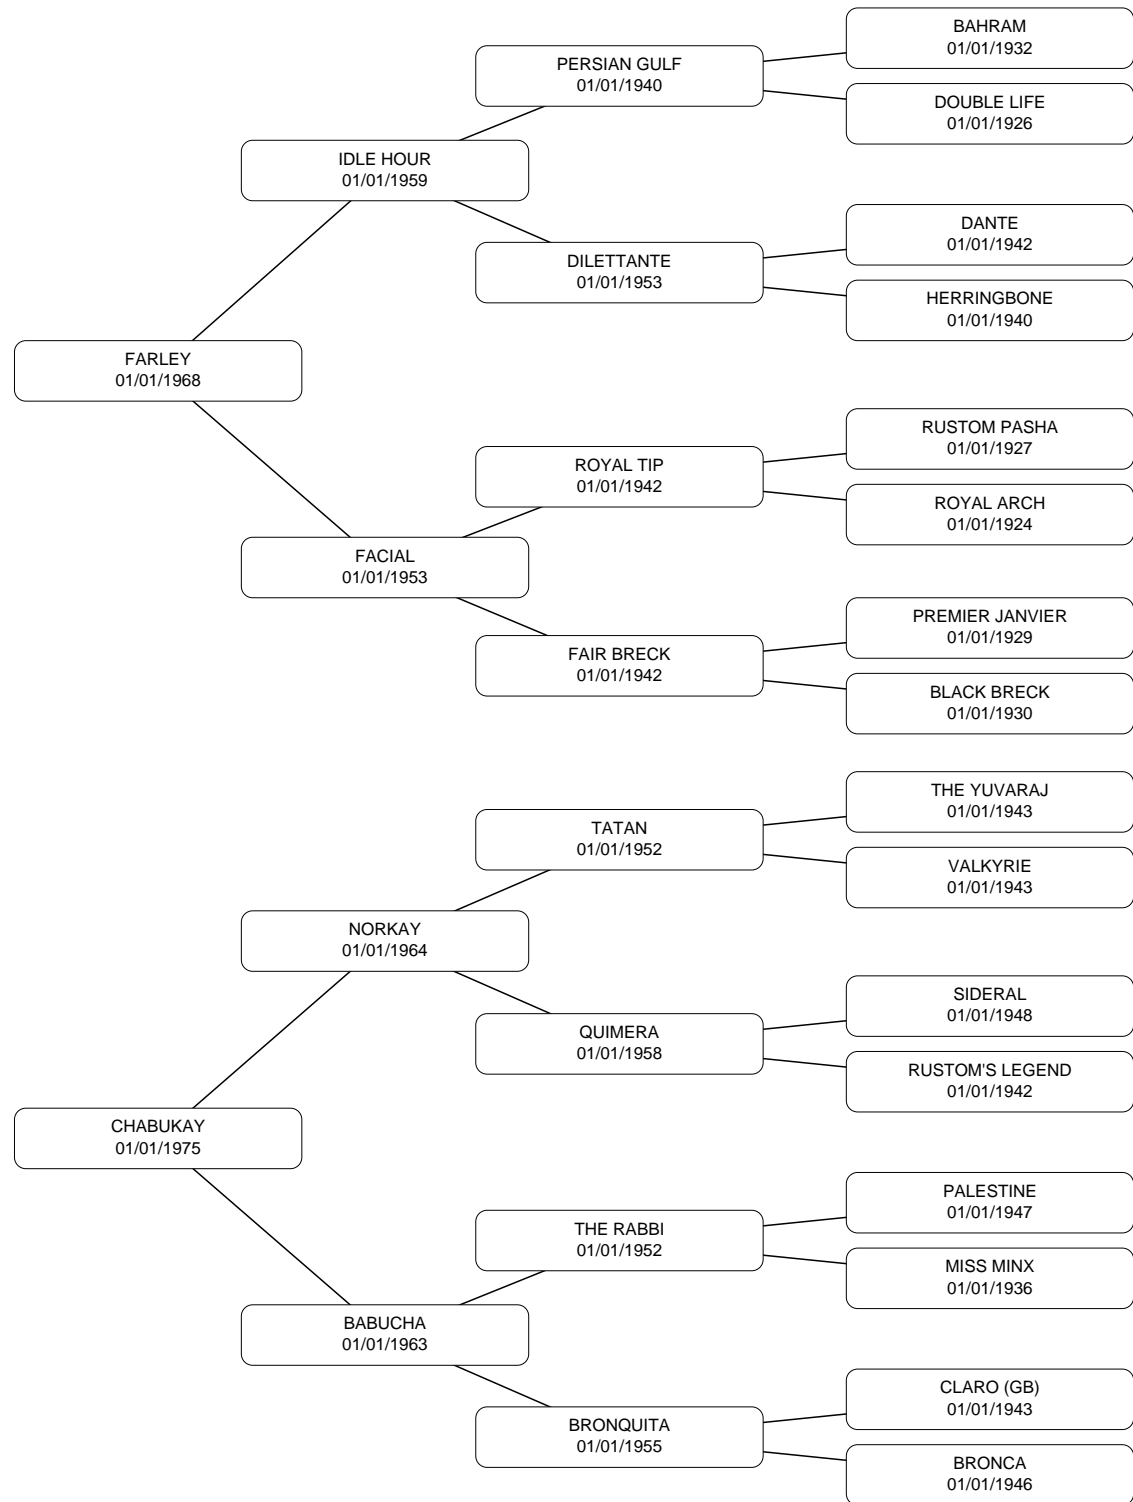 BAHRAM
01/01/1932
PERSIAN GULF
01/01/1940
DOUBLE LIFE
01/01/1926
IDLE HOUR
01/01/1959
DANTE
01/01/1942
DILETTANTE
01/01/1953
HERRINGBONE
01/01/1940
FARLEY
01/01/1968
RUSTOM PASHA
01/01/1927
ROYAL TIP
01/01/1942
ROYAL ARCH
01/01/1924
FACIAL
01/01/1953
PREMIER JANVIER
01/01/1929
FAIR BRECK
01/01/1942
BLACK BRECK
01/01/1930
THE YUVARAJ
01/01/1943
TATAN
01/01/1952
VALKYRIE
01/01/1943
NORKAY
01/01/1964
SIDERAL
01/01/1948
QUIMERA
01/01/1958
RUSTOM'S LEGEND
01/01/1942
CHABUKAY
01/01/1975
PALESTINE
01/01/1947
THE RABBI
01/01/1952
MISS MINX
01/01/1936
BABUCHA
01/01/1963
CLARO (GB)
01/01/1943
BRONQUITA
01/01/1955
BRONCA
01/01/1946